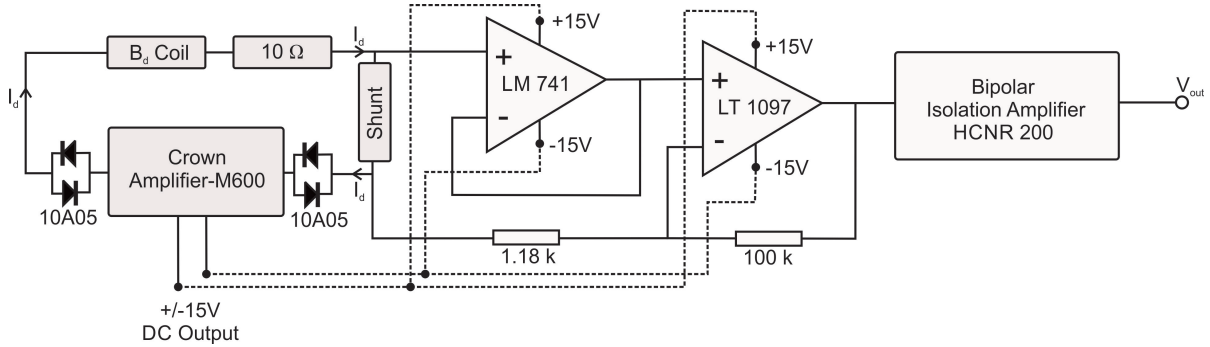 I_d
B_d Coil
10 Ω
I_d
+15V
+
LM 741
-
-15V
+15V
+
LT 1097
-
-15V
Bipolar
Isolation Amplifier
HCNR 200
V_out
Shunt
Crown
Amplifier-M600
10A05
10A05
I_d
1.18 k
100 k
+/-15V
DC Output